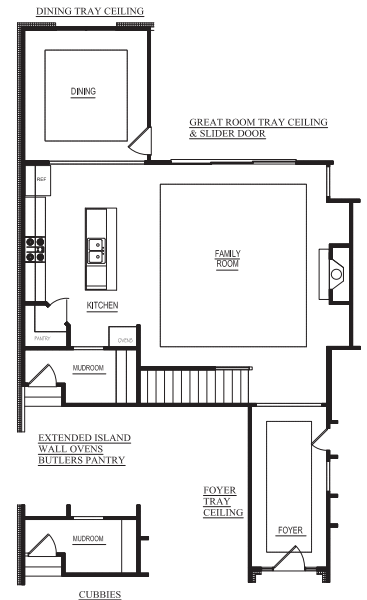 DINING TRAY CEILING
DINING
GREAT ROOM TRAY CEILING
& SLIDER DOOR
REF
FAMILY
ROOM
KITCHEN
PANTRY
OVENS
MUDROOM
EXTENDED ISLAND
WALL OVENS
BUTLERS PANTRY
FOYER
TRAY
CEILING
FOYER
MUDROOM
CUBBIES